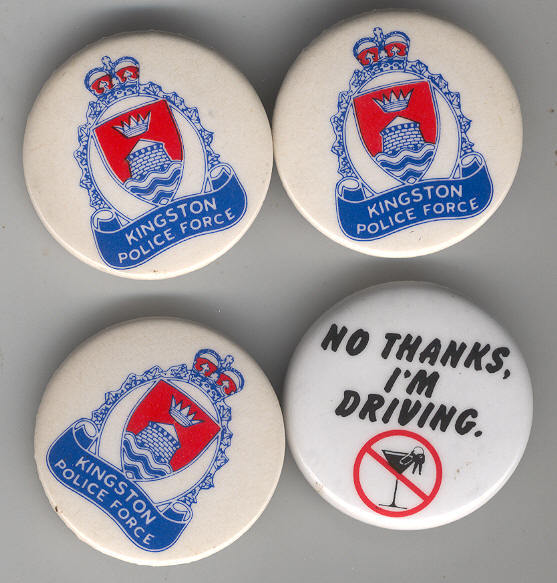 KINGSTON
POLICE FORCE
KINGSTON
POLICE FORCE
KINGSTON
POLICE FORCE
NO THANKS,
I'M
DRIVING.